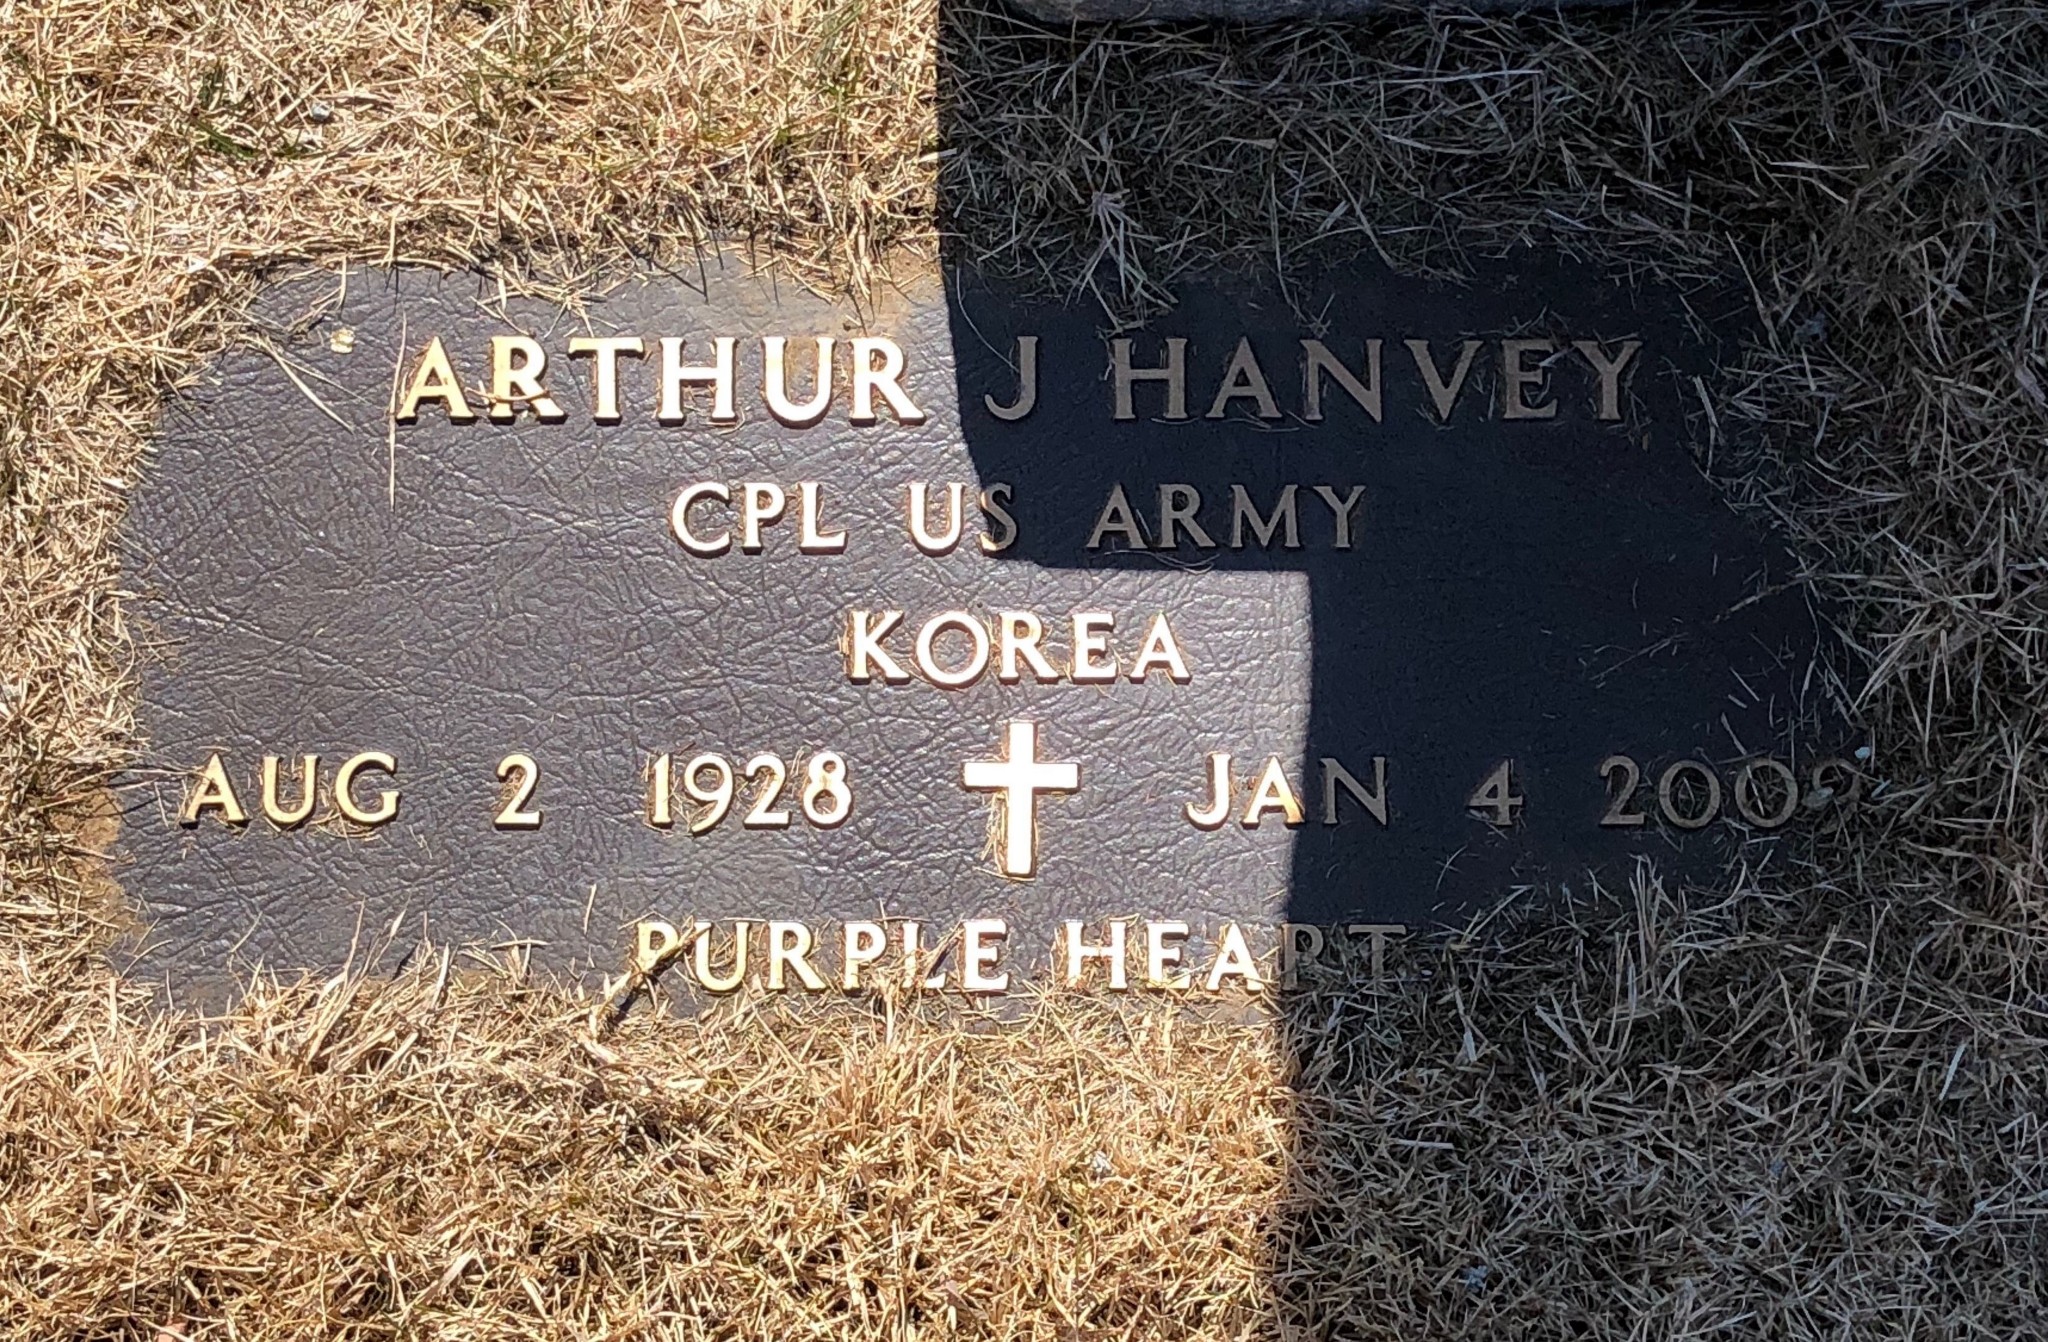 ARTHUR J HANVEY
CPL US ARMY
KOREA
AUG 2 1928 JAN 4 2009
PURPLE HEART